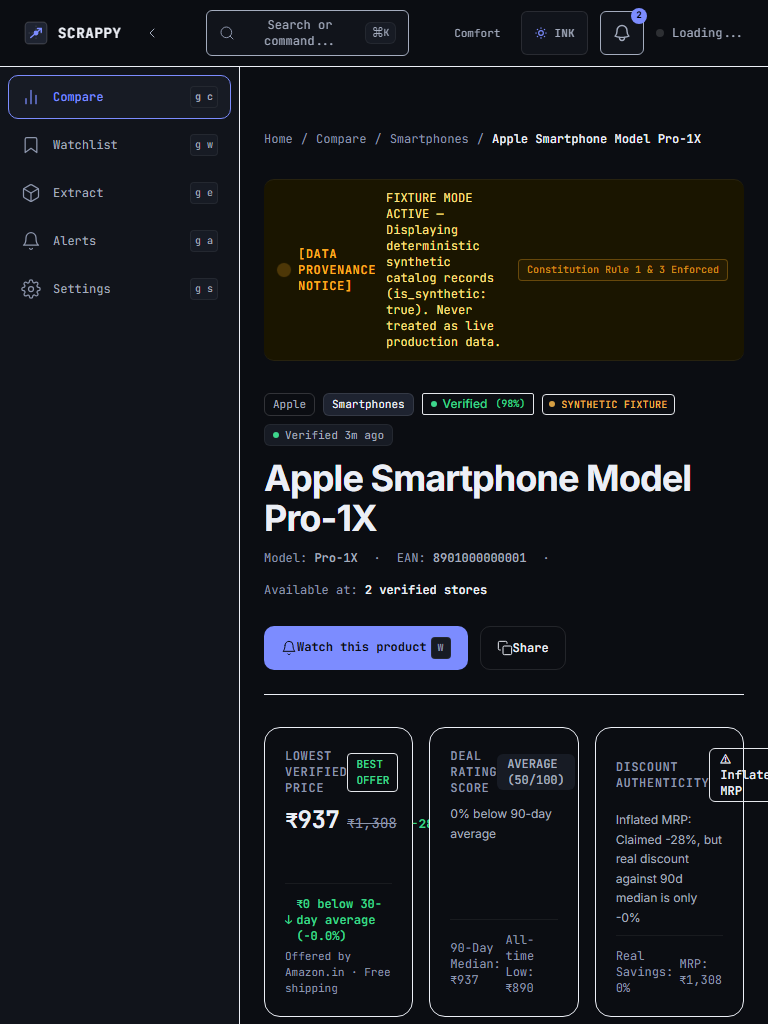 SCRAPPY
Search or
command...
⌘K
Comfort
INK
2
Loading...
Compare
g c
Watchlist
g w
Extract
g e
Alerts
g a
Settings
g s
Home / Compare / Smartphones / Apple Smartphone Model Pro-1X
[DATA
PROVENANCE
NOTICE]
FIXTURE MODE
ACTIVE —
Displaying
deterministic
synthetic
catalog records
(is_synthetic:
true). Never
treated as live
production data.
Constitution Rule 1 & 3 Enforced
Apple
Smartphones
Verified (98%)
SYNTHETIC FIXTURE
Verified 3m ago
Apple Smartphone Model
Pro-1X
Model: Pro-1X · EAN: 8901000000001 ·
Available at: 2 verified stores
Watch this product W
Share
LOWEST
VERIFIED
PRICE
BEST
OFFER
₹937 ₹1,308
↓ ₹0 below 30-
day average
(-0.0%)
Offered by
Amazon.in · Free
shipping
DEAL
RATING
SCORE
AVERAGE
(50/100)
0% below 90-day
average
90-Day
Median:
₹937
All-
time
Low:
₹890
DISCOUNT
AUTHENTICITY
⚠
Inflate
MRP
Inflated MRP:
Claimed -28%, but
real discount
against 90d
median is only
-0%
Real
Savings:
0%
MRP:
₹1,308